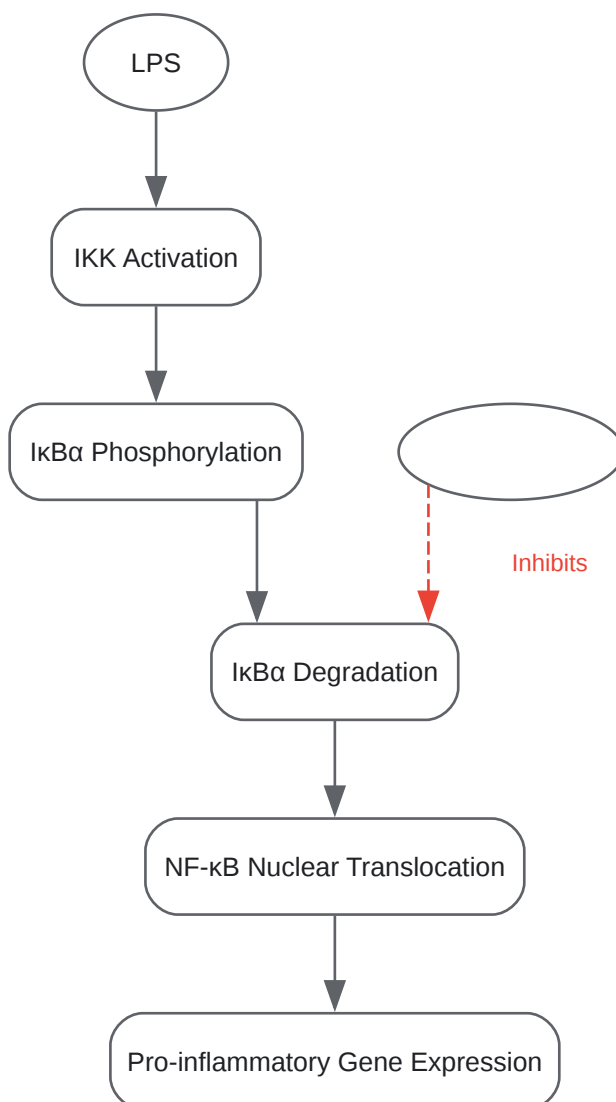 LPS
IKK Activation
IκBα Phosphorylation
Inhibits
IκBα Degradation
NF-κB Nuclear Translocation
Pro-inflammatory Gene Expression